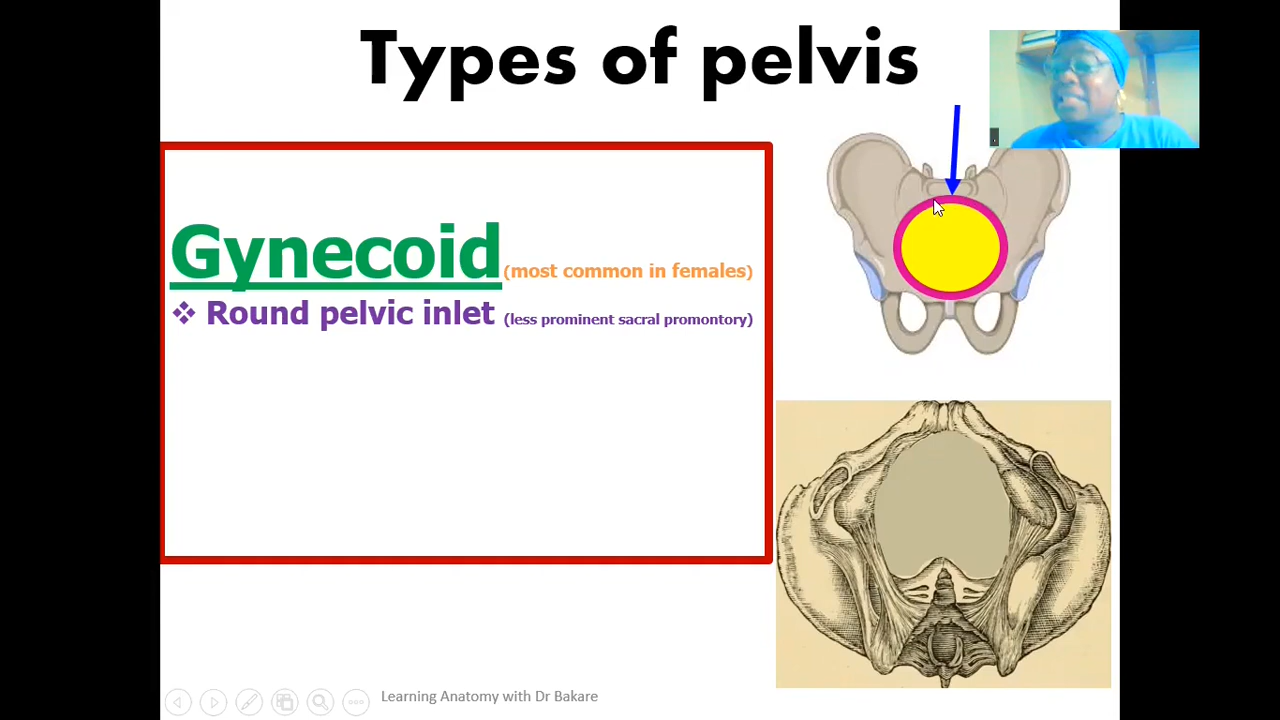 Types of pelvis
Gynecoid (most common in females)
❖ Round pelvic inlet (less prominent sacral promontory)
Learning Anatomy with Dr Bakare